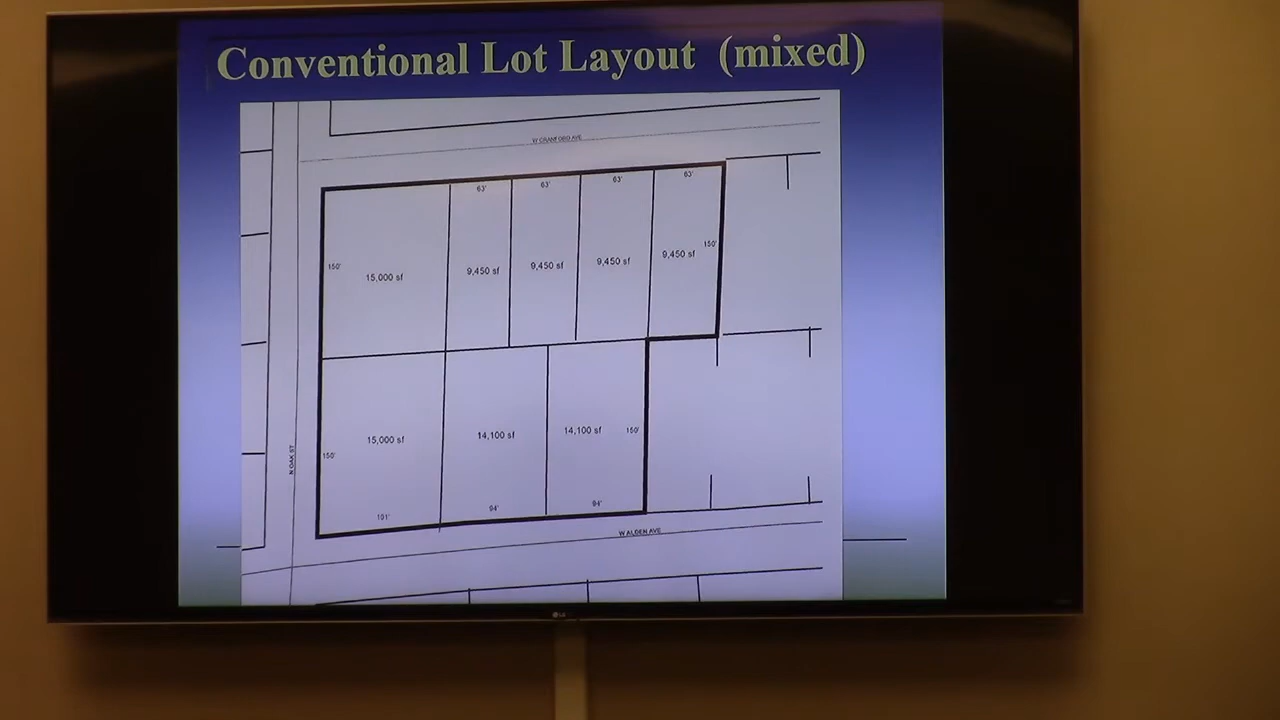 Conventional Lot Layout (mixed)
W CRANFORD AVE
63' 63' 63' 63'
150' 15,000 sf 9,450 sf 9,450 sf 9,450 sf 9,450 sf 150'
N OAK ST
150' 15,000 sf 14,100 sf 14,100 sf 150'
101' 94' 94'
W ALDEN AVE
LG